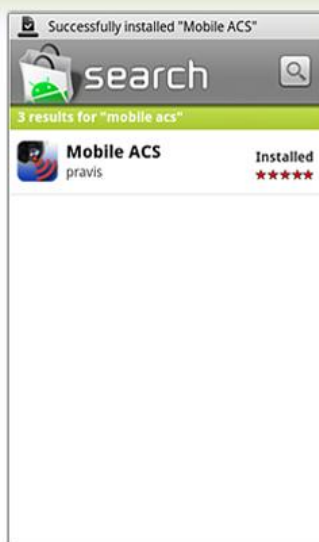 Successfully installed "Mobile ACS"
search
3 results for "mobile acs"
Mobile ACS
Installed
pravis